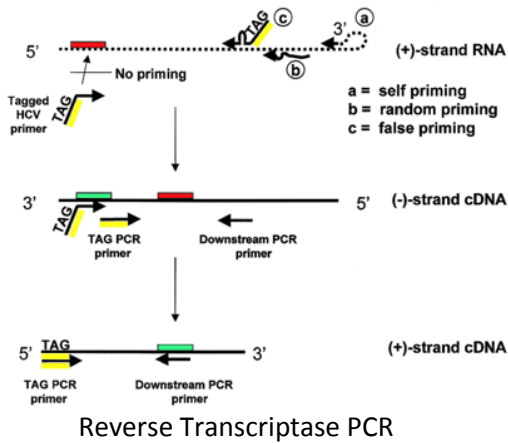 TAG c 3' a
5' (+)-strand RNA
b
No priming
Tagged
HCV
primer
TAG
a = self priming
b = random priming
c = false priming
3' 5' (-)-strand cDNA
TAG
TAG PCR
primer
Downstream PCR
primer
5' TAG 3' (+)-strand cDNA
TAG PCR
primer
Downstream PCR
primer
Reverse Transcriptase PCR